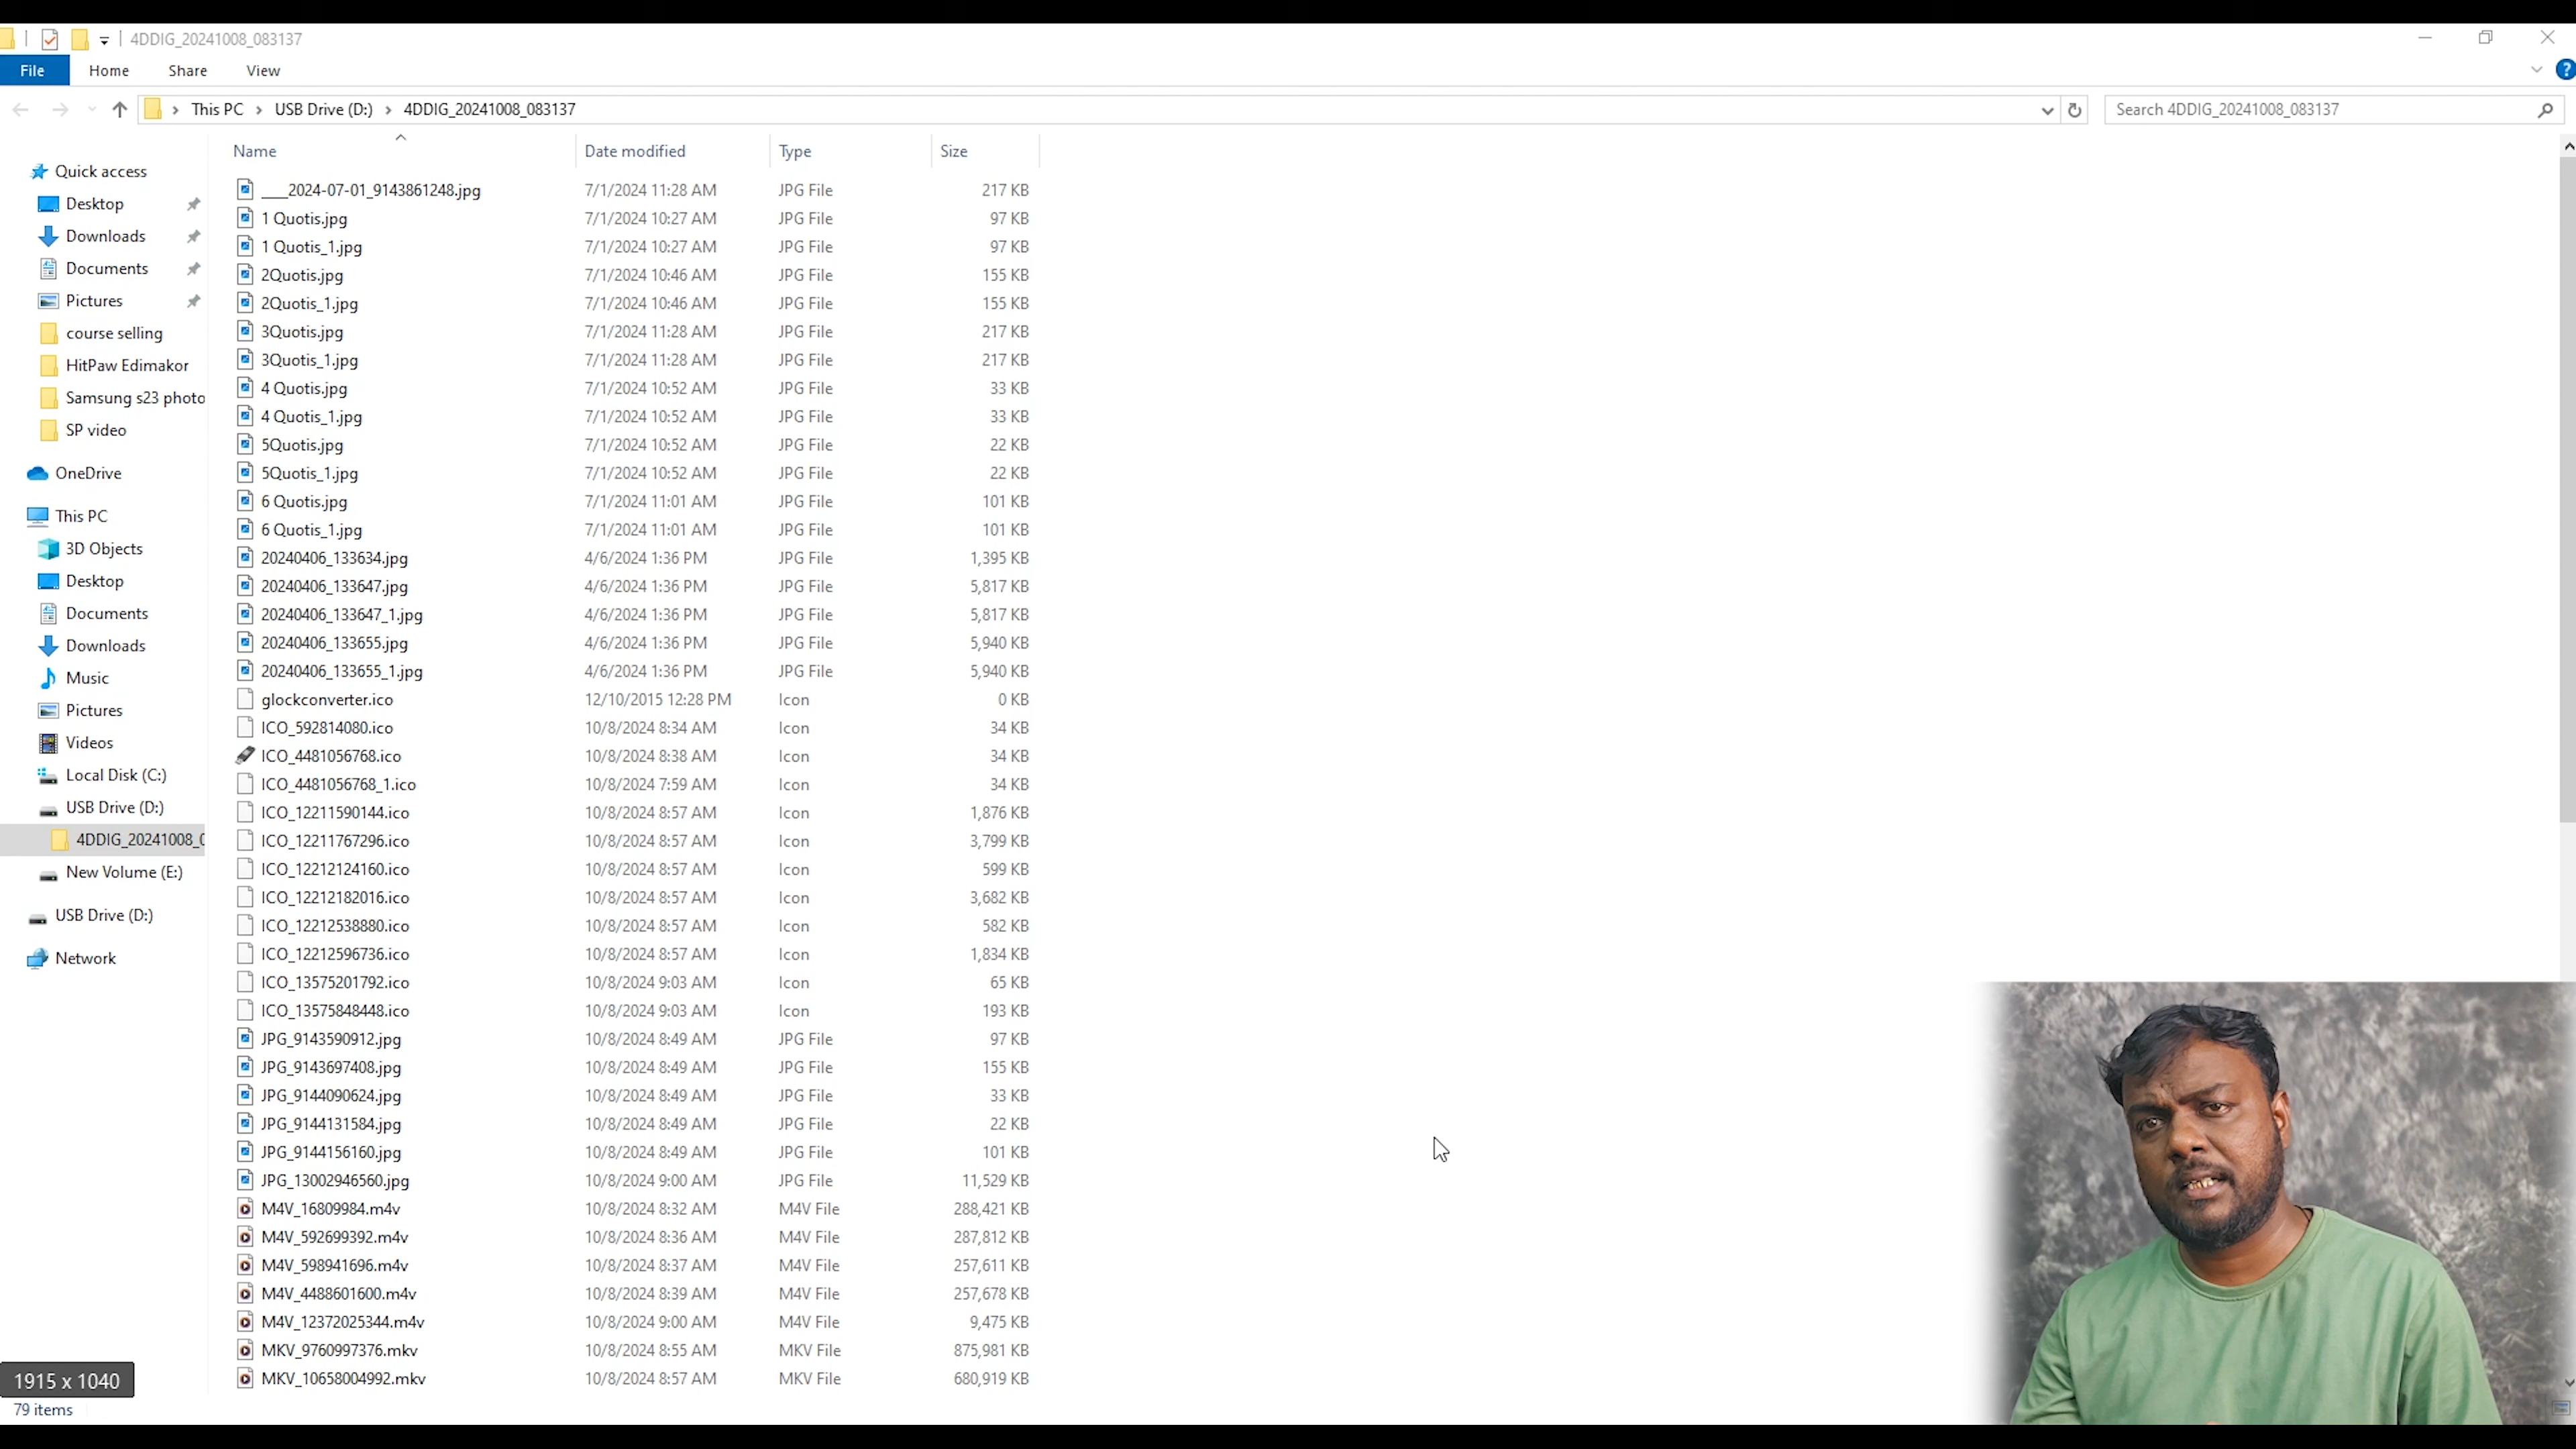 4DDIG_20241008_083137
File Home Share View
This PC > USB Drive (D:) > 4DDIG_20241008_083137
Search 4DDIG_20241008_083137
Quick access
Desktop
Downloads
Documents
Pictures
course selling
HitPaw Edimakor
Samsung s23 photo
SP video
OneDrive
This PC
3D Objects
Desktop
Documents
Downloads
Music
Pictures
Videos
Local Disk (C:)
USB Drive (D:)
4DDIG_20241008_0
New Volume (E:)
USB Drive (D:)
Network
Name Date modified Type Size
____2024-07-01_9143861248.jpg 7/1/2024 11:28 AM JPG File 217 KB
1 Quotis.jpg 7/1/2024 10:27 AM JPG File 97 KB
1 Quotis_1.jpg 7/1/2024 10:27 AM JPG File 97 KB
2Quotis.jpg 7/1/2024 10:46 AM JPG File 155 KB
2Quotis_1.jpg 7/1/2024 10:46 AM JPG File 155 KB
3Quotis.jpg 7/1/2024 11:28 AM JPG File 217 KB
3Quotis_1.jpg 7/1/2024 11:28 AM JPG File 217 KB
4 Quotis.jpg 7/1/2024 10:52 AM JPG File 33 KB
4 Quotis_1.jpg 7/1/2024 10:52 AM JPG File 33 KB
5Quotis.jpg 7/1/2024 10:52 AM JPG File 22 KB
5Quotis_1.jpg 7/1/2024 10:52 AM JPG File 22 KB
6 Quotis.jpg 7/1/2024 11:01 AM JPG File 101 KB
6 Quotis_1.jpg 7/1/2024 11:01 AM JPG File 101 KB
20240406_133634.jpg 4/6/2024 1:36 PM JPG File 1,395 KB
20240406_133647.jpg 4/6/2024 1:36 PM JPG File 5,817 KB
20240406_133647_1.jpg 4/6/2024 1:36 PM JPG File 5,817 KB
20240406_133655.jpg 4/6/2024 1:36 PM JPG File 5,940 KB
20240406_133655_1.jpg 4/6/2024 1:36 PM JPG File 5,940 KB
glockconverter.ico 12/10/2015 12:28 PM Icon 0 KB
ICO_592814080.ico 10/8/2024 8:34 AM Icon 34 KB
ICO_4481056768.ico 10/8/2024 8:38 AM Icon 34 KB
ICO_4481056768_1.ico 10/8/2024 7:59 AM Icon 34 KB
ICO_12211590144.ico 10/8/2024 8:57 AM Icon 1,876 KB
ICO_12211767296.ico 10/8/2024 8:57 AM Icon 3,799 KB
ICO_12212124160.ico 10/8/2024 8:57 AM Icon 599 KB
ICO_12212182016.ico 10/8/2024 8:57 AM Icon 3,682 KB
ICO_12212538880.ico 10/8/2024 8:57 AM Icon 582 KB
ICO_12212596736.ico 10/8/2024 8:57 AM Icon 1,834 KB
ICO_13575201792.ico 10/8/2024 9:03 AM Icon 65 KB
ICO_13575848448.ico 10/8/2024 9:03 AM Icon 193 KB
JPG_9143590912.jpg 10/8/2024 8:49 AM JPG File 97 KB
JPG_9143697408.jpg 10/8/2024 8:49 AM JPG File 155 KB
JPG_9144090624.jpg 10/8/2024 8:49 AM JPG File 33 KB
JPG_9144131584.jpg 10/8/2024 8:49 AM JPG File 22 KB
JPG_9144156160.jpg 10/8/2024 8:49 AM JPG File 101 KB
JPG_13002946560.jpg 10/8/2024 9:00 AM JPG File 11,529 KB
M4V_16809984.m4v 10/8/2024 8:32 AM M4V File 288,421 KB
M4V_592699392.m4v 10/8/2024 8:36 AM M4V File 287,812 KB
M4V_598941696.m4v 10/8/2024 8:37 AM M4V File 257,611 KB
M4V_4488601600.m4v 10/8/2024 8:39 AM M4V File 257,678 KB
M4V_12372025344.m4v 10/8/2024 9:00 AM M4V File 9,475 KB
MKV_9760997376.mkv 10/8/2024 8:55 AM MKV File 875,981 KB
MKV_10658004992.mkv 10/8/2024 8:57 AM MKV File 680,919 KB
1915 x 1040
79 items